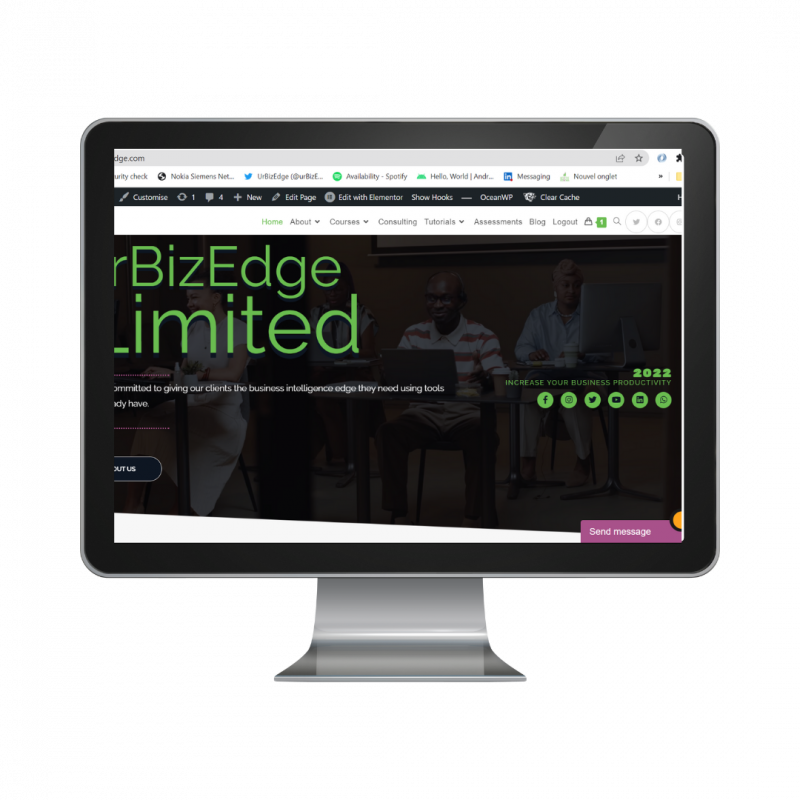 dge.com
urity check Nokia Siemens Net... UrBizEdge (@urBizE... Availability - Spotify Hello, World | Andr... Messaging Nouvel onglet »
Customise 1 4 New Edit Page Edit with Elementor Show Hooks — OceanWP Clear Cache H
Home About Courses Consulting Tutorials Assessments Blog Logout 1
rBizEdge
Limited
2022
INCREASE YOUR BUSINESS PRODUCTIVITY
ommitted to giving our clients the business intelligence edge they need using tools
ady have.
OUT US
Send message